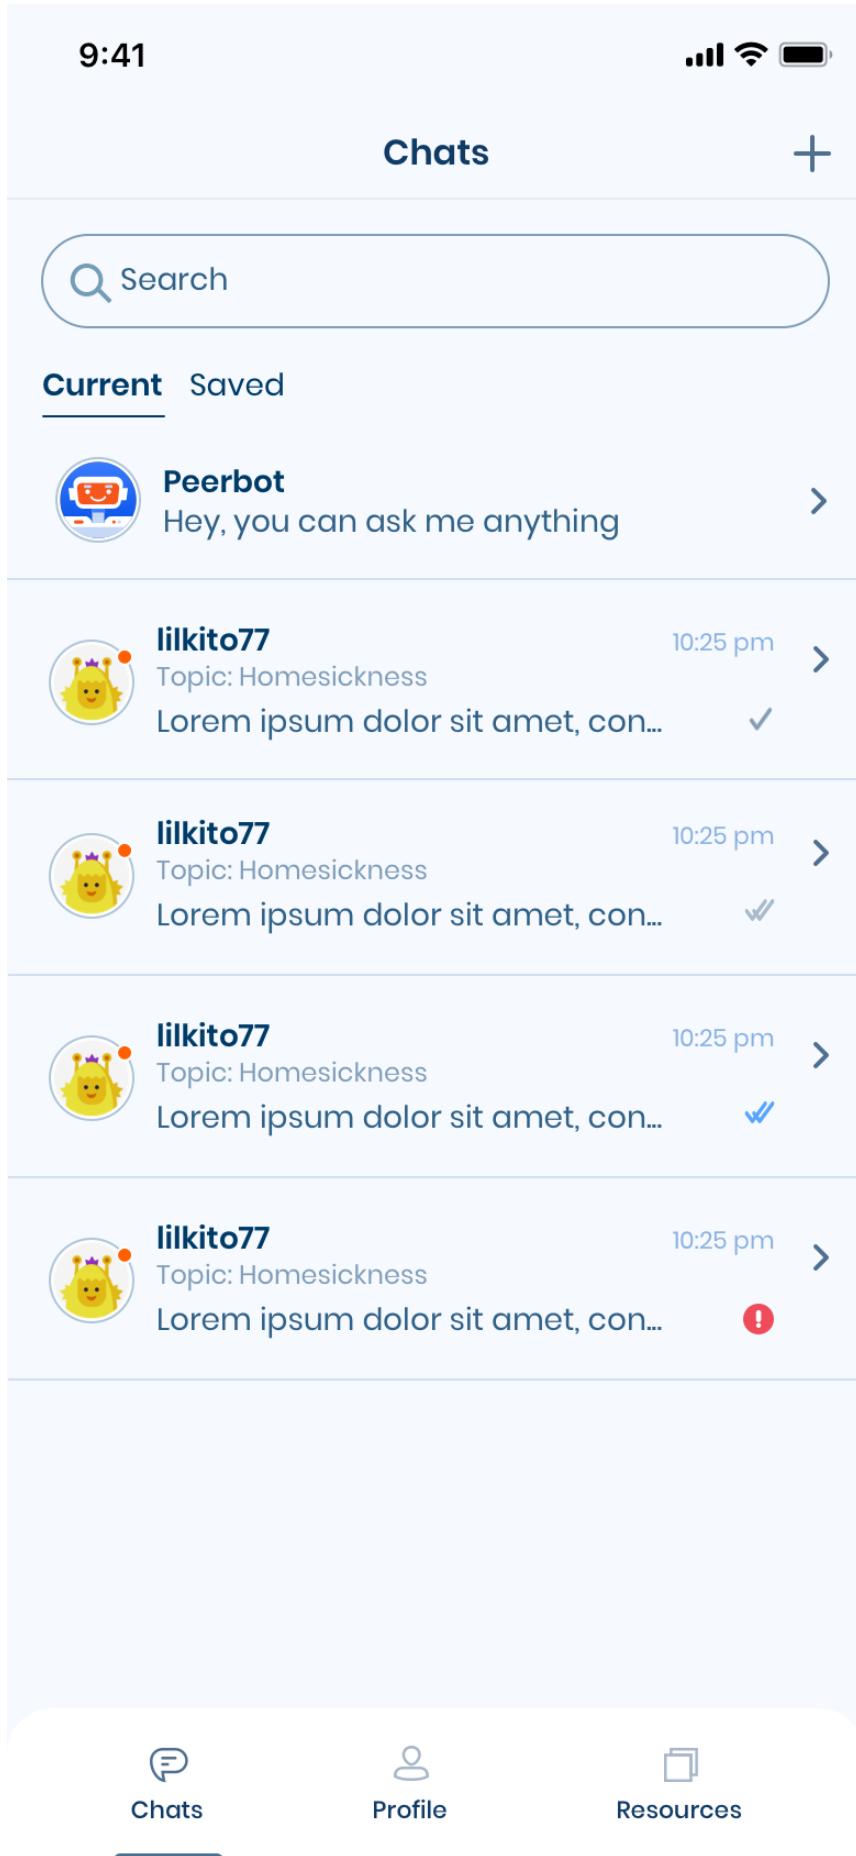 9:41
Chats
Search
Current Saved
Peerbot
Hey, you can ask me anything
lilkito77 10:25 pm
Topic: Homesickness
Lorem ipsum dolor sit amet, con...
lilkito77 10:25 pm
Topic: Homesickness
Lorem ipsum dolor sit amet, con...
lilkito77 10:25 pm
Topic: Homesickness
Lorem ipsum dolor sit amet, con...
lilkito77 10:25 pm
Topic: Homesickness
Lorem ipsum dolor sit amet, con...
Chats Profile Resources